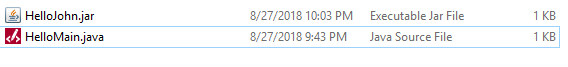 HelloJohn.jar 8/27/2018 10:03 PM Executable Jar File 1 KB
HelloMain.java 8/27/2018 9:43 PM Java Source File 1 KB